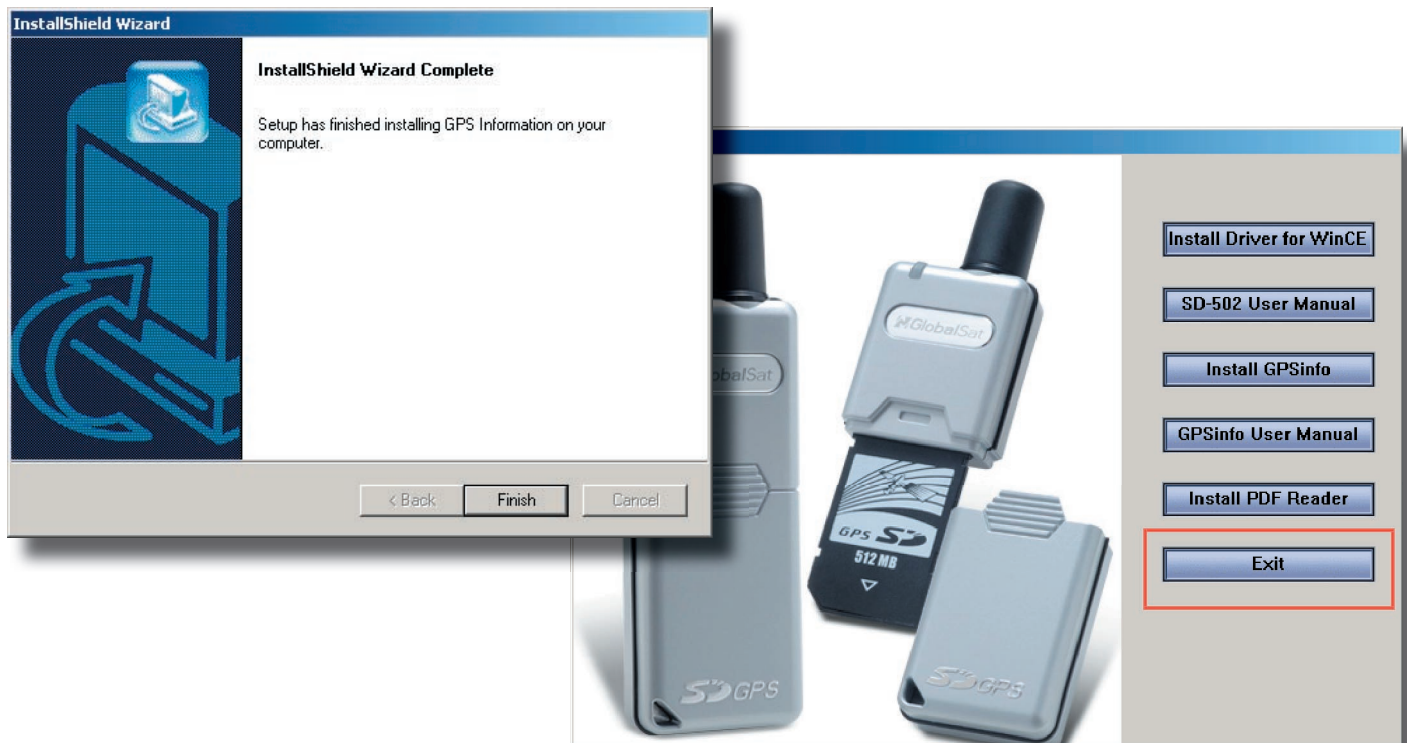 InstallShield Wizard
InstallShield Wizard Complete
Setup has finished installing GPS Information on your
computer.
< Back
Finish
Cancel
Install Driver for WinCE
SD-502 User Manual
Install GPSinfo
GPSinfo User Manual
Install PDF Reader
Exit
obalSat
GlobalSat
GPS SD
512 MB
SD GPS
SD GPS